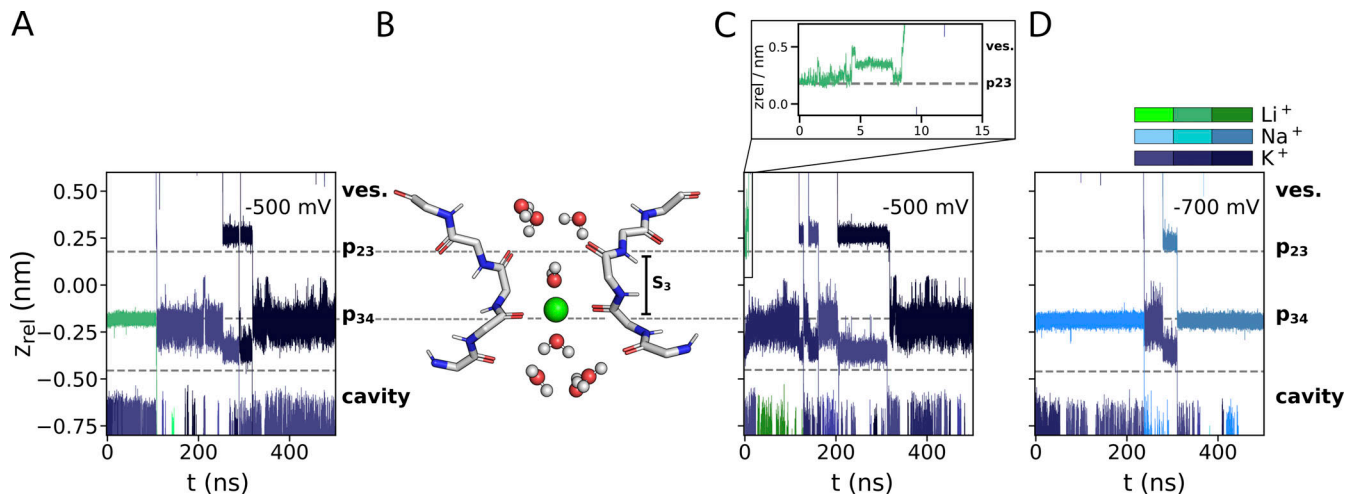 A
B
C
D
zrel / nm
0.5
0.0
ves.
p23
0
5
10
15
Li+
Na+
K+
z_rel (nm)
0.50
0.25
0.00
−0.25
−0.50
−0.75
-500 mV
ves.
p23
p34
cavity
S3
-500 mV
-700 mV
ves.
p23
p34
cavity
0
200
400
t (ns)
0
200
400
t (ns)
0
200
400
t (ns)